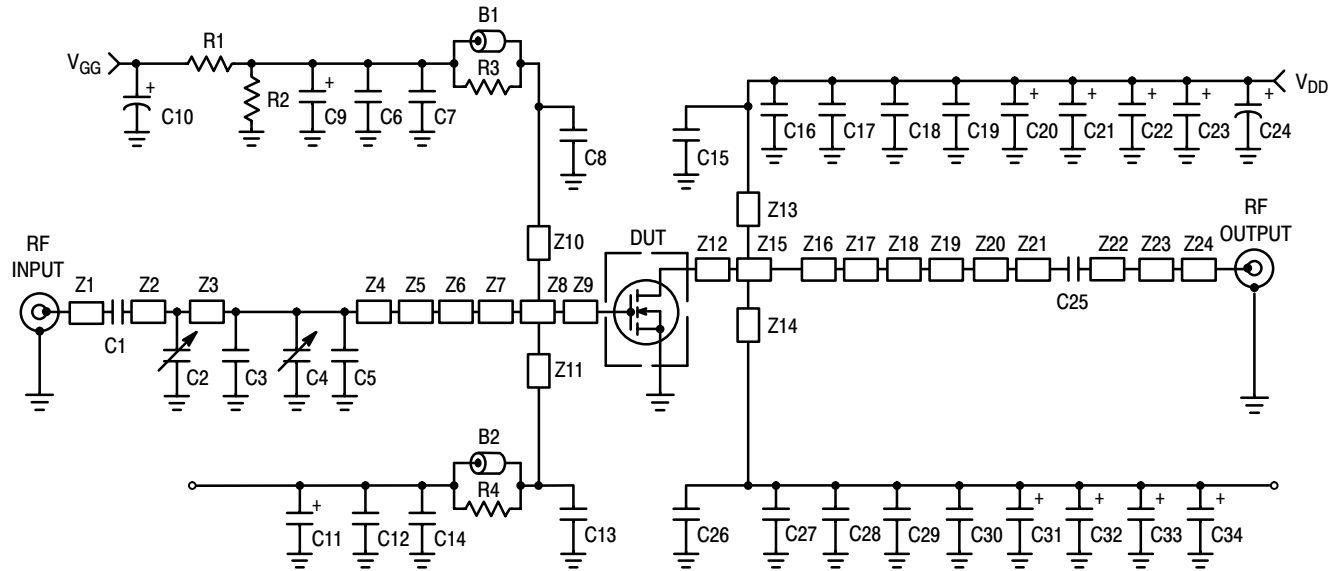 B1
R1
VGG
R3
R2
C10
C9
C6
C7
C8
C15
C16
C17
C18
C19
C20
C21
C22
C23
C24
VDD
+
+
+
+
+
+
+
Z13
RF
INPUT
Z10
DUT
Z12
Z15
Z16
Z17
Z18
Z19
Z20
Z21
Z22
Z23
Z24
RF
OUTPUT
C25
Z1
Z2
Z3
Z4
Z5
Z6
Z7
Z8
Z9
C1
Z14
C2
C3
C4
C5
Z11
B2
R4
+
C11
C12
C14
C13
C26
C27
C28
C29
C30
+
C31
+
C32
+
C33
+
C34